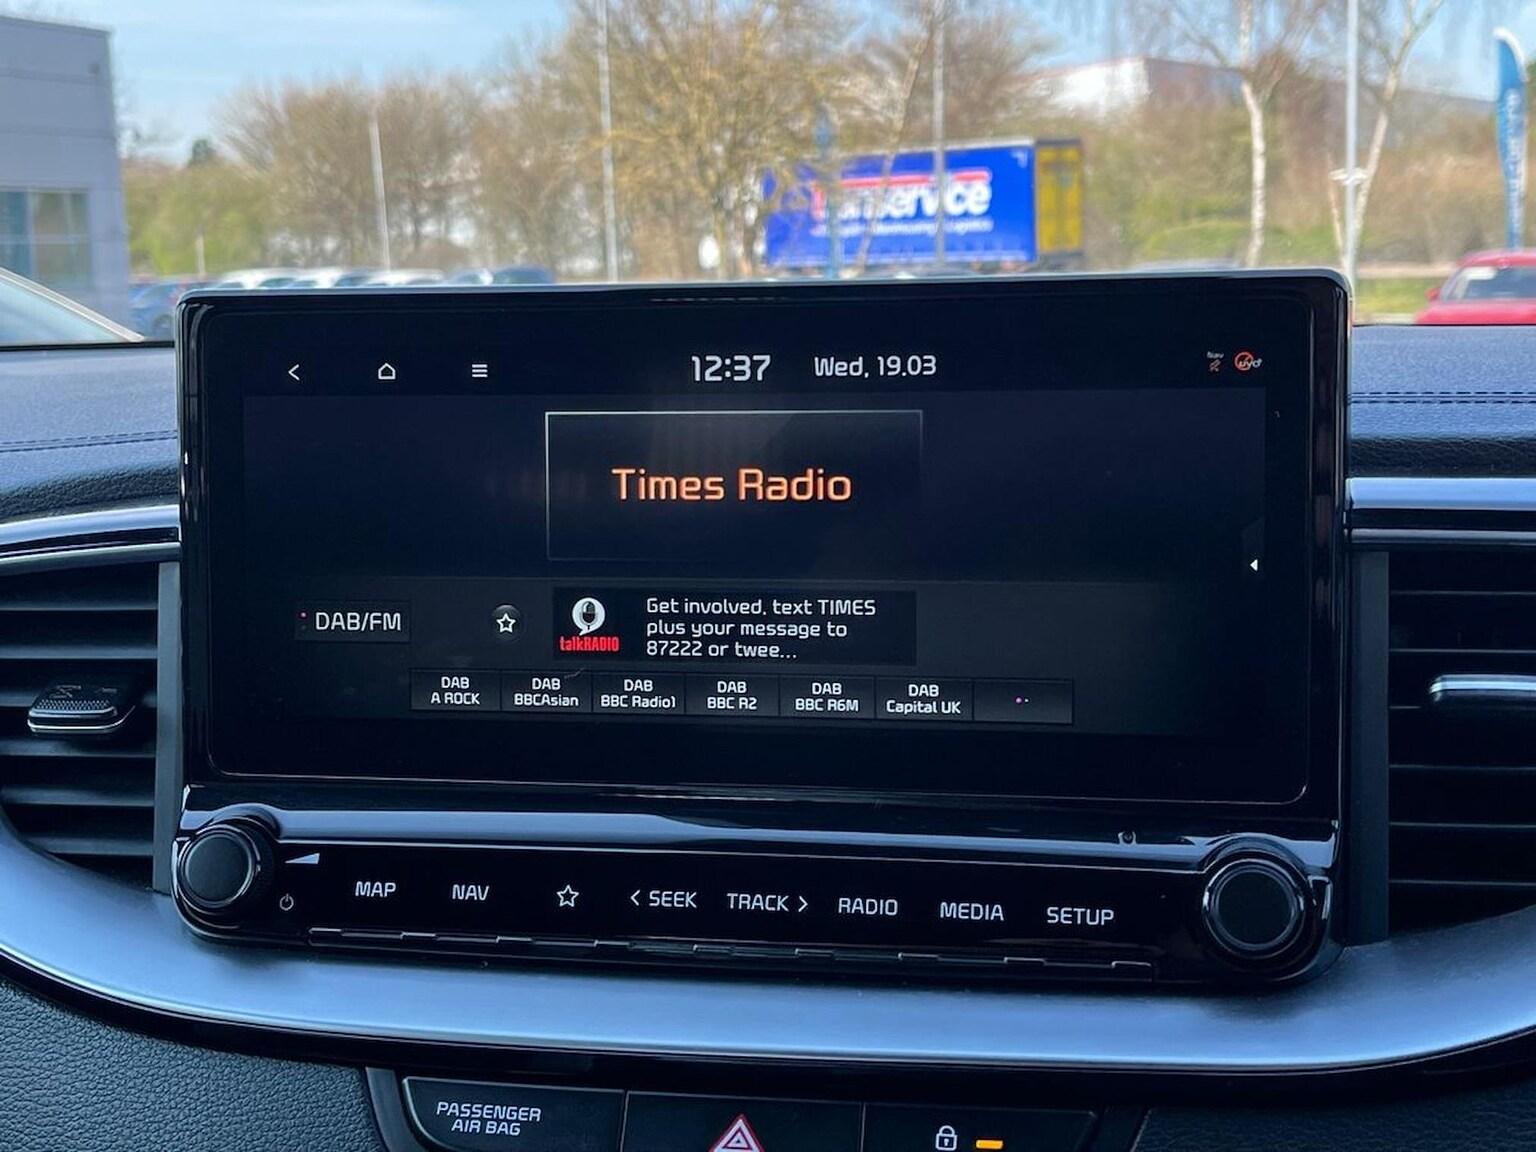 12:37 Wed, 19.03
Nav
UVO
Times Radio
DAB/FM
talkRADIO
Get involved, text TIMES
plus your message to
87222 or twee...
DAB
A ROCK
DAB
BBCAsian
DAB
BBC Radio1
DAB
BBC R2
DAB
BBC R6M
DAB
Capital UK
MAP NAV < SEEK TRACK > RADIO MEDIA SETUP
PASSENGER
AIR BAG